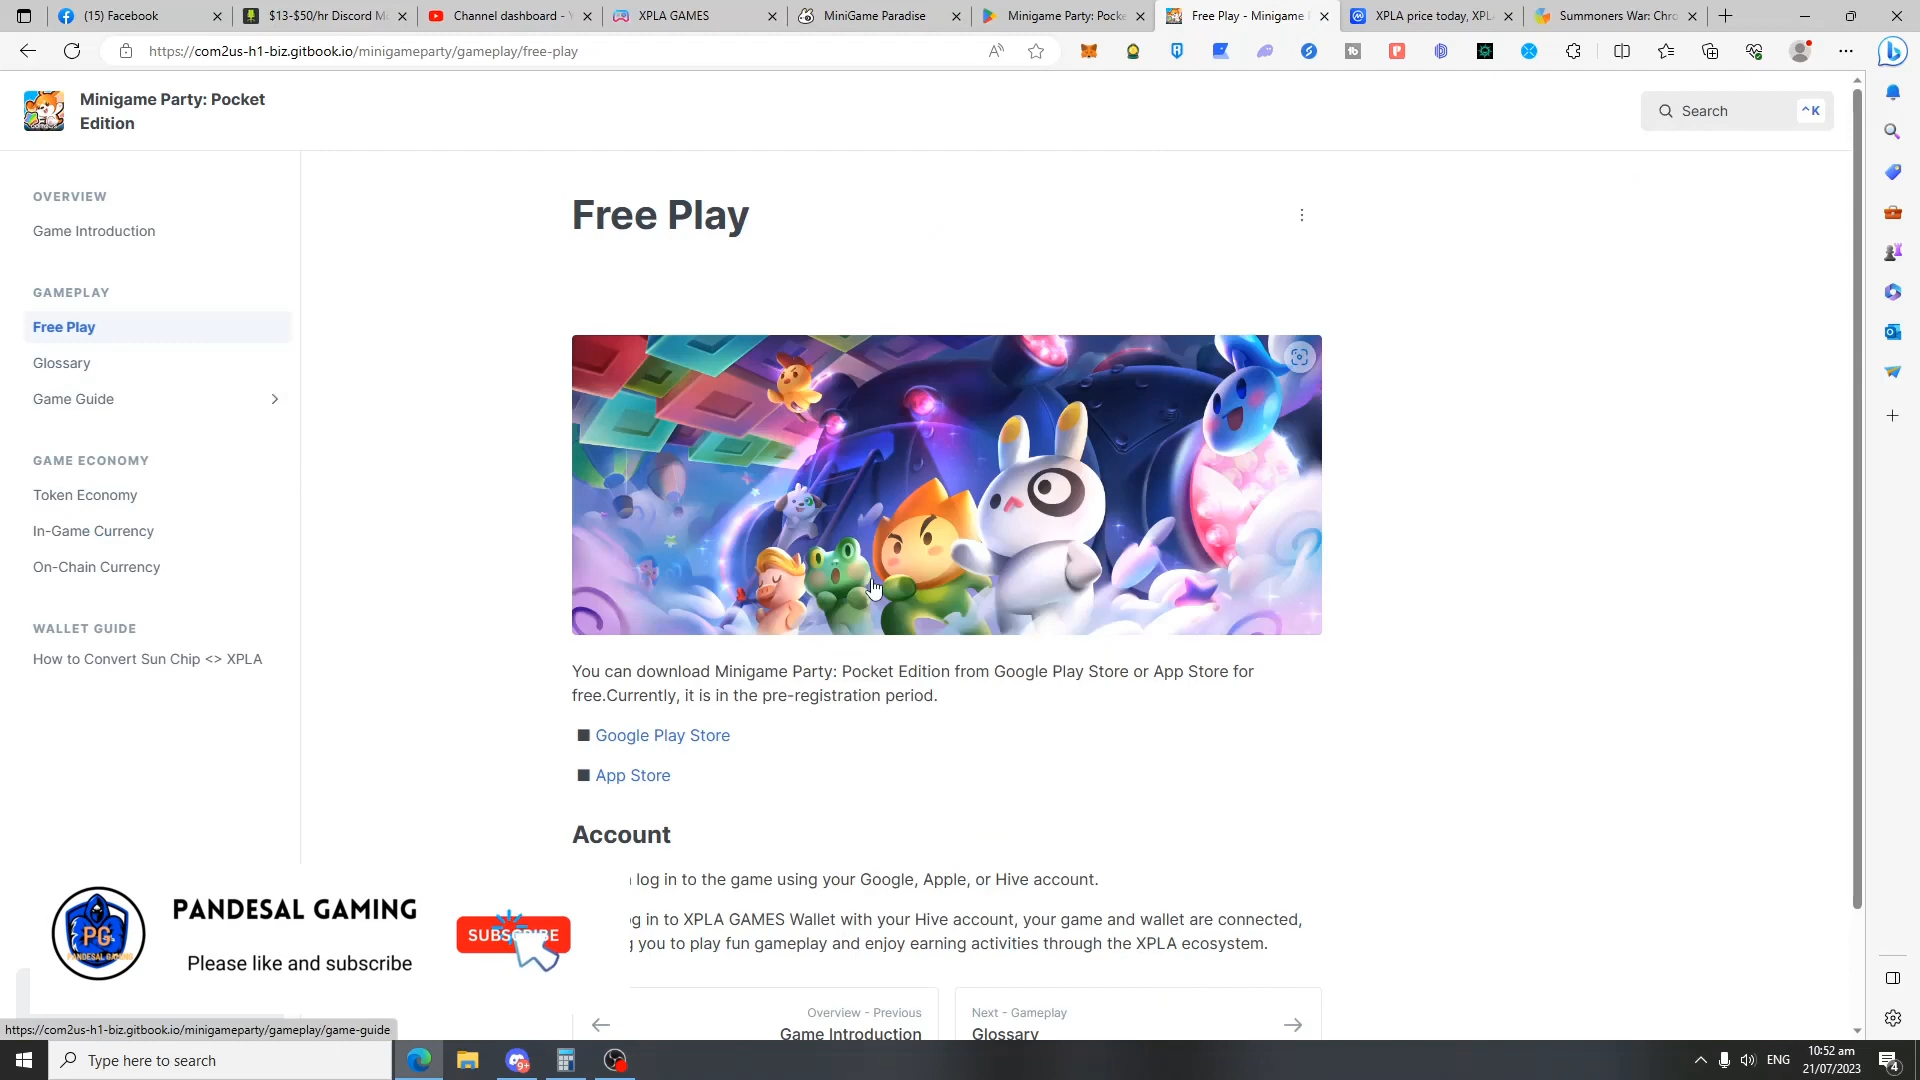 (15) Facebook
$13-$50/hr Discord M
Channel dashboard - Y
XPLA GAMES
MiniGame Paradise
Minigame Party: Pocke
Free Play - Minigame
XPLA price today, XPL
Summoners War: Chro
https://com2us-h1-biz.gitbook.io/minigameparty/gameplay/free-play
Minigame Party: Pocket
Edition
Search
^K
OVERVIEW
Game Introduction
GAMEPLAY
Free Play
Glossary
Game Guide
GAME ECONOMY
Token Economy
In-Game Currency
On-Chain Currency
WALLET GUIDE
How to Convert Sun Chip <> XPLA
Free Play
You can download Minigame Party: Pocket Edition from Google Play Store or App Store for
free.Currently, it is in the pre-registration period.
Google Play Store
App Store
Account
log in to the game using your Google, Apple, or Hive account.
g in to XPLA GAMES Wallet with your Hive account, your game and wallet are connected,
g you to play fun gameplay and enjoy earning activities through the XPLA ecosystem.
Overview - Previous
Game Introduction
Next - Gameplay
Glossary
PG
PANDESAL GAMING
PANDESAL GAMING
Please like and subscribe
SUBSCRIBE
https://com2us-h1-biz.gitbook.io/minigameparty/gameplay/game-guide
Type here to search
9+
ENG
10:52 am
21/07/2023
4